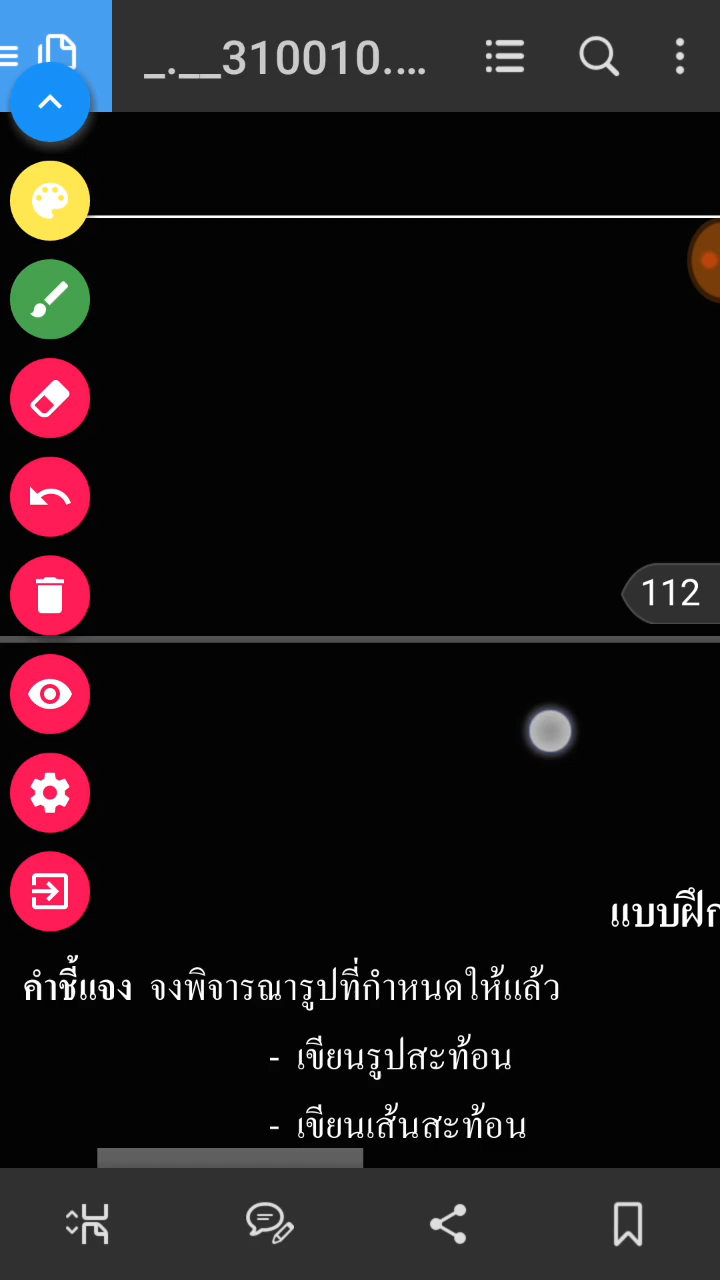 _.__310010....
112
แบบฝึก
คำชี้แจง จงพิจารณารูปที่กำหนดให้แล้ว
- เขียนรูปสะท้อน
- เขียนเส้นสะท้อน